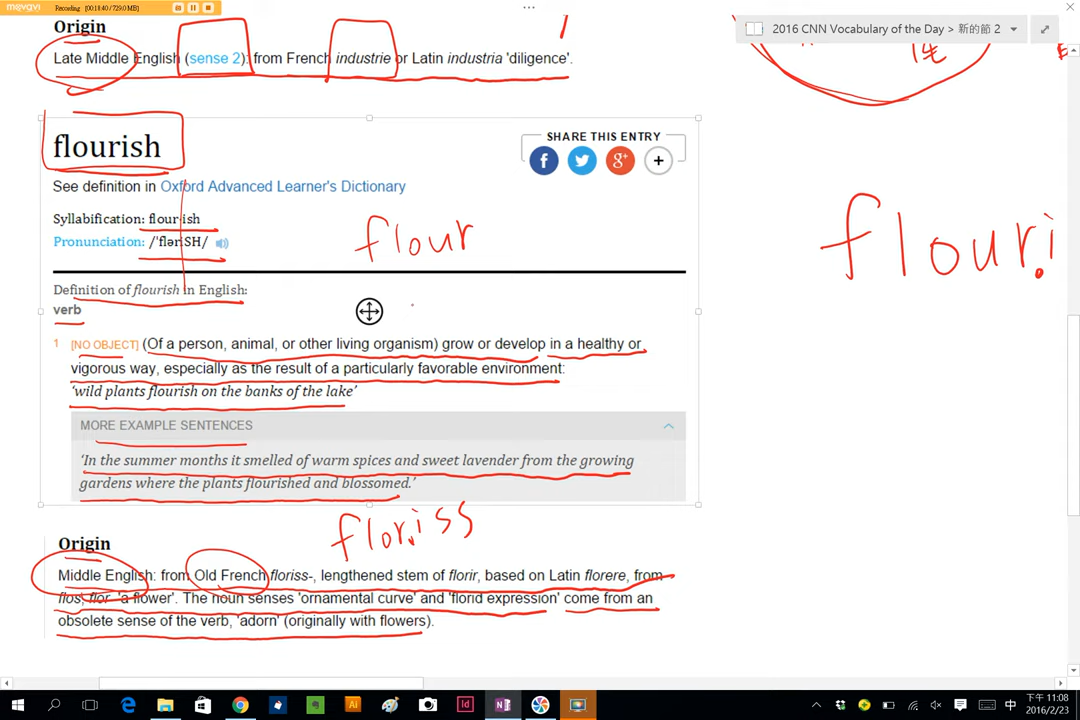 movavi
Recording [00:18:40 / 729.0 MB]
2016 CNN Vocabulary of the Day > 新的節 2
Origin
Late Middle English (sense 2): from French industrie or Latin industria 'diligence'.
flourish
SHARE THIS ENTRY
See definition in Oxford Advanced Learner's Dictionary
Syllabification: flour·ish
Pronunciation: /ˈfləriSH/
flour
flour.i
Definition of flourish in English:
verb
1 [NO OBJECT] (Of a person, animal, or other living organism) grow or develop in a healthy or
vigorous way, especially as the result of a particularly favorable environment:
‘wild plants flourish on the banks of the lake’
MORE EXAMPLE SENTENCES
‘In the summer months it smelled of warm spices and sweet lavender from the growing
gardens where the plants flourished and blossomed.’
flor.iss
Origin
Middle English: from Old French floriss-, lengthened stem of florir, based on Latin florere, from
flos, flor- 'a flower'. The noun senses 'ornamental curve' and 'florid expression' come from an
obsolete sense of the verb, 'adorn' (originally with flowers).
中
下午 11:08
2016/2/23